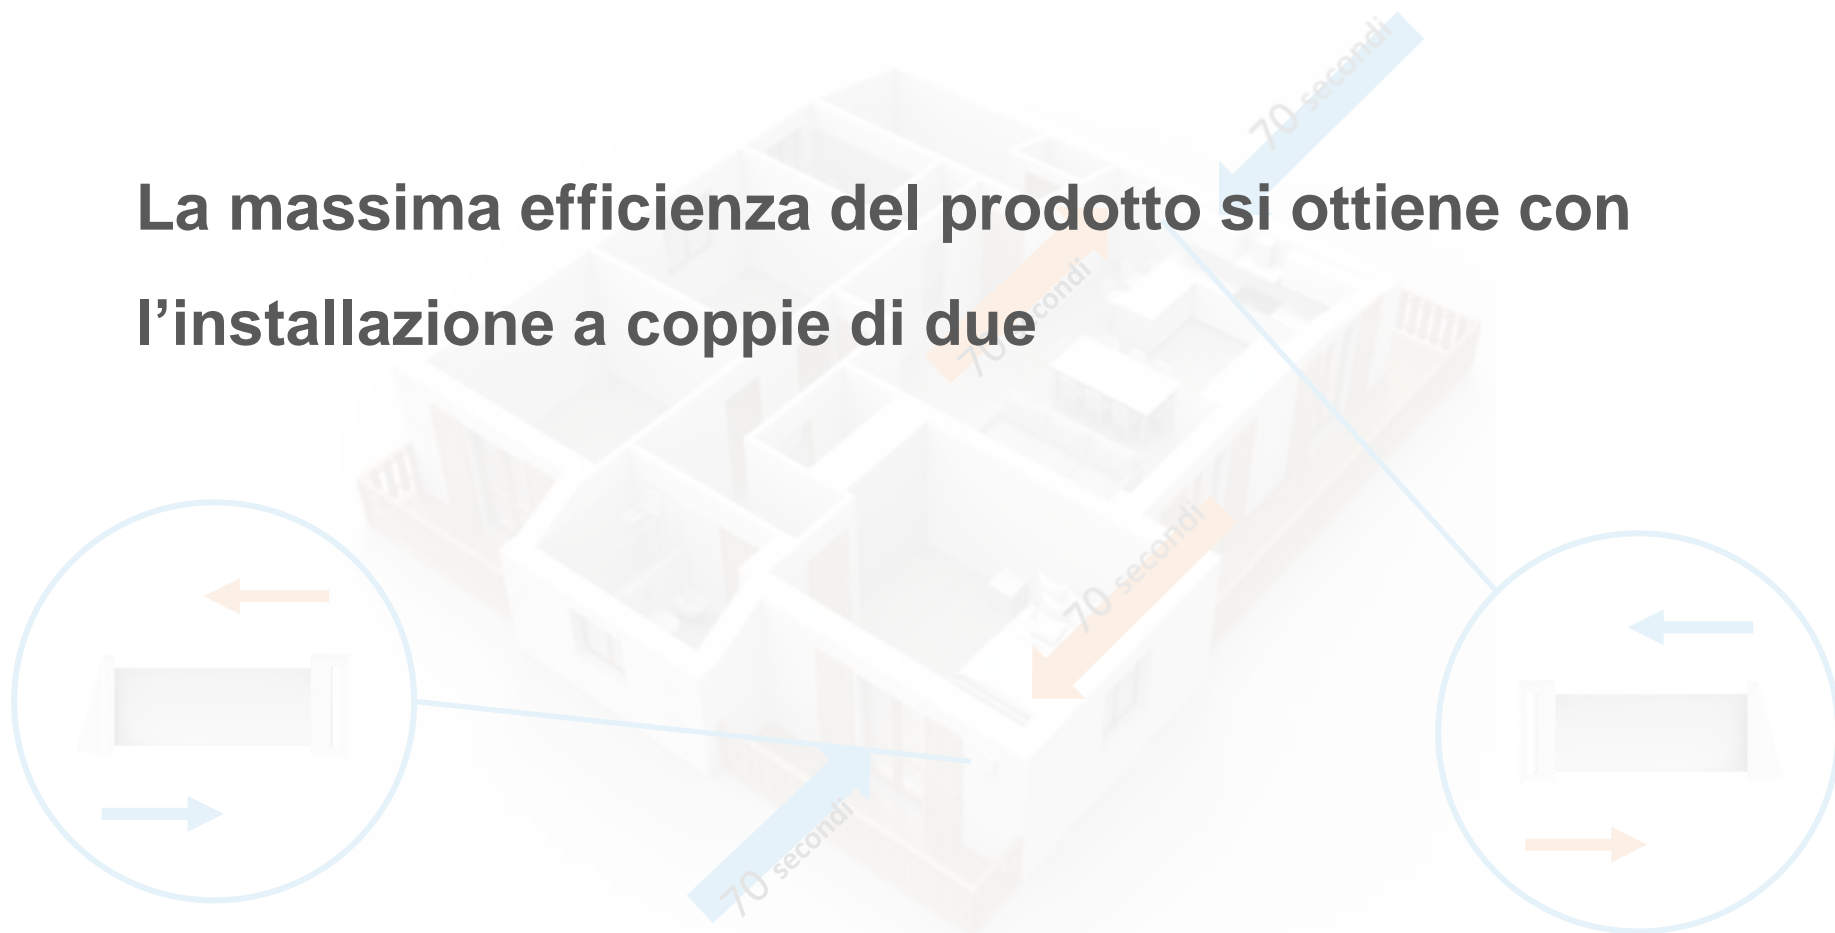 70 secondi
La massima efficienza del prodotto si ottiene con
l’installazione a coppie di due
70 secondi
70 secondi
70 secondi